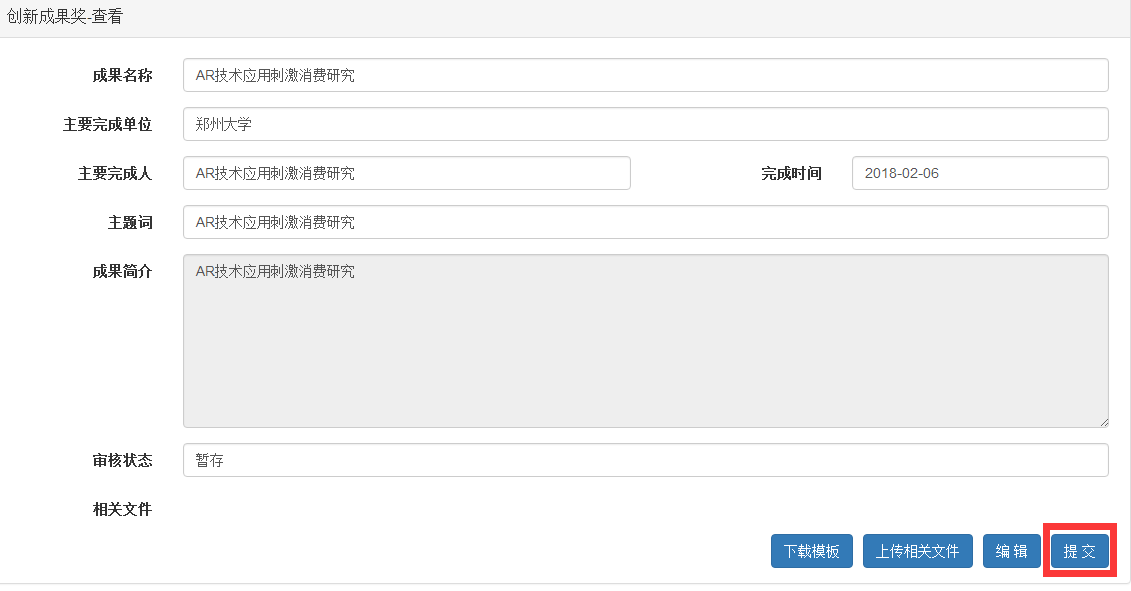 创新成果奖-查看
成果名称 AR技术应用刺激消费研究
主要完成单位 郑州大学
主要完成人 AR技术应用刺激消费研究 完成时间 2018-02-06
主题词 AR技术应用刺激消费研究
成果简介 AR技术应用刺激消费研究
审核状态 暂存
相关文件
下载模板 上传相关文件 编 辑 提 交